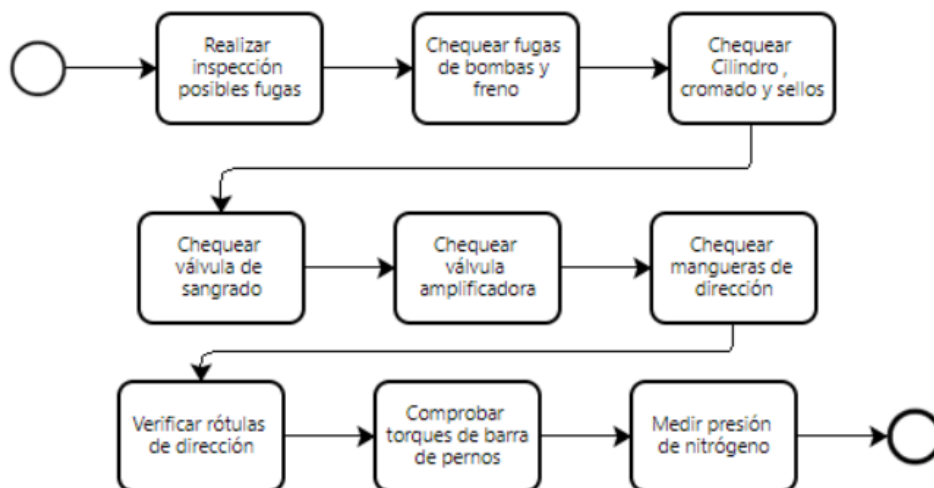 Realizar
inspección
posibles fugas
Chequear fugas
de bombas y
freno
Chequear
Cilindro ,
cromado y sellos
Chequear
válvula de
sangrado
Chequear
válvula
amplificadora
Chequear
mangueras de
dirección
Verificar rótulas
de dirección
Comprobar
torques de barra
de pernos
Medir presión
de nitrógeno